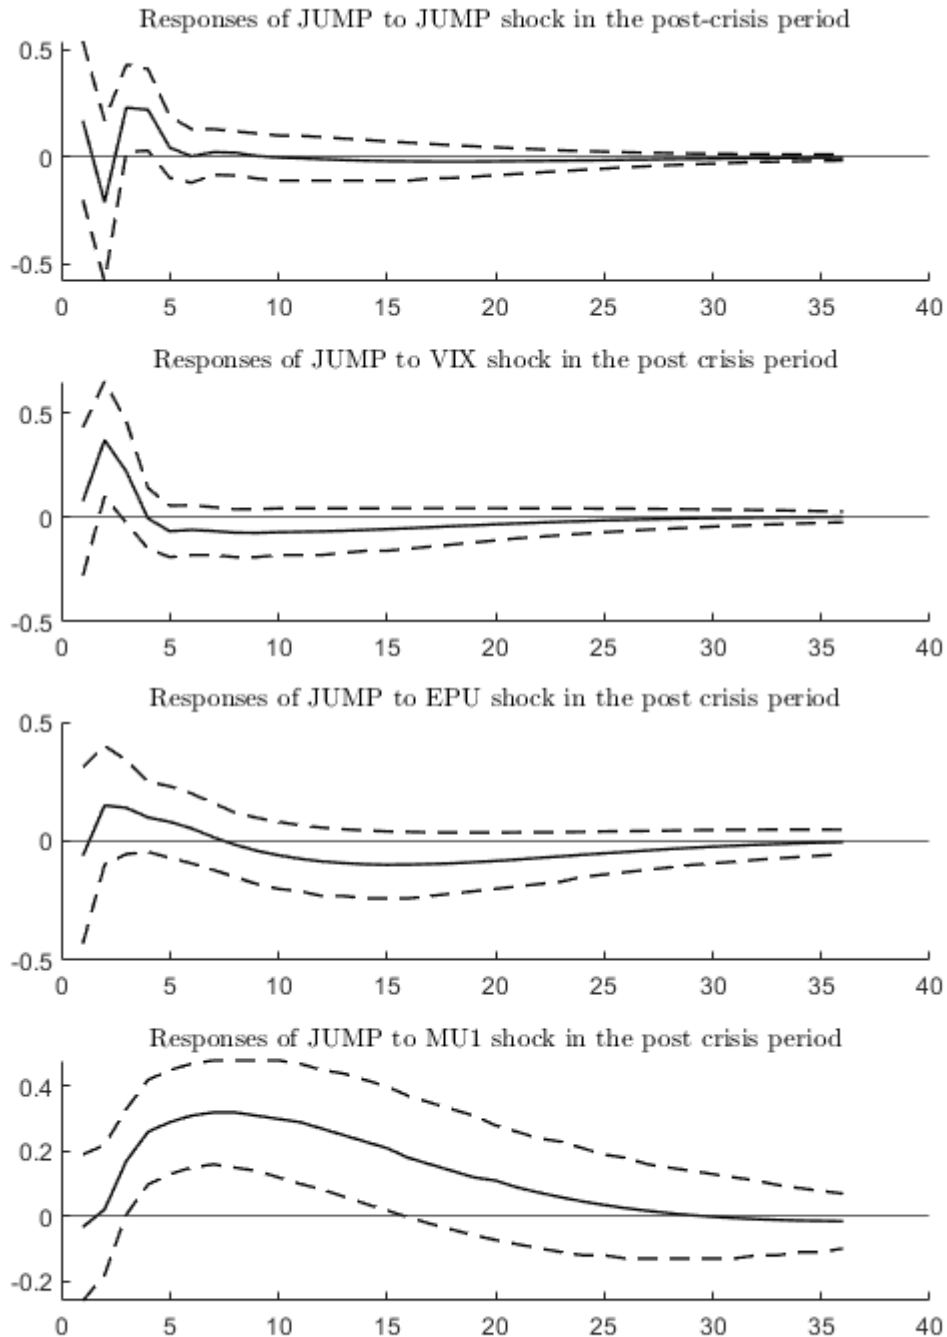 Responses of JUMP to JUMP shock in the post-crisis period
0.5
0
-0.5
0 5 10 15 20 25 30 35 40
Responses of JUMP to VIX shock in the post crisis period
0.5
0
-0.5
0 5 10 15 20 25 30 35 40
Responses of JUMP to EPU shock in the post crisis period
0.5
0
-0.5
0 5 10 15 20 25 30 35 40
Responses of JUMP to MU1 shock in the post crisis period
0.4
0.2
0
-0.2
0 5 10 15 20 25 30 35 40